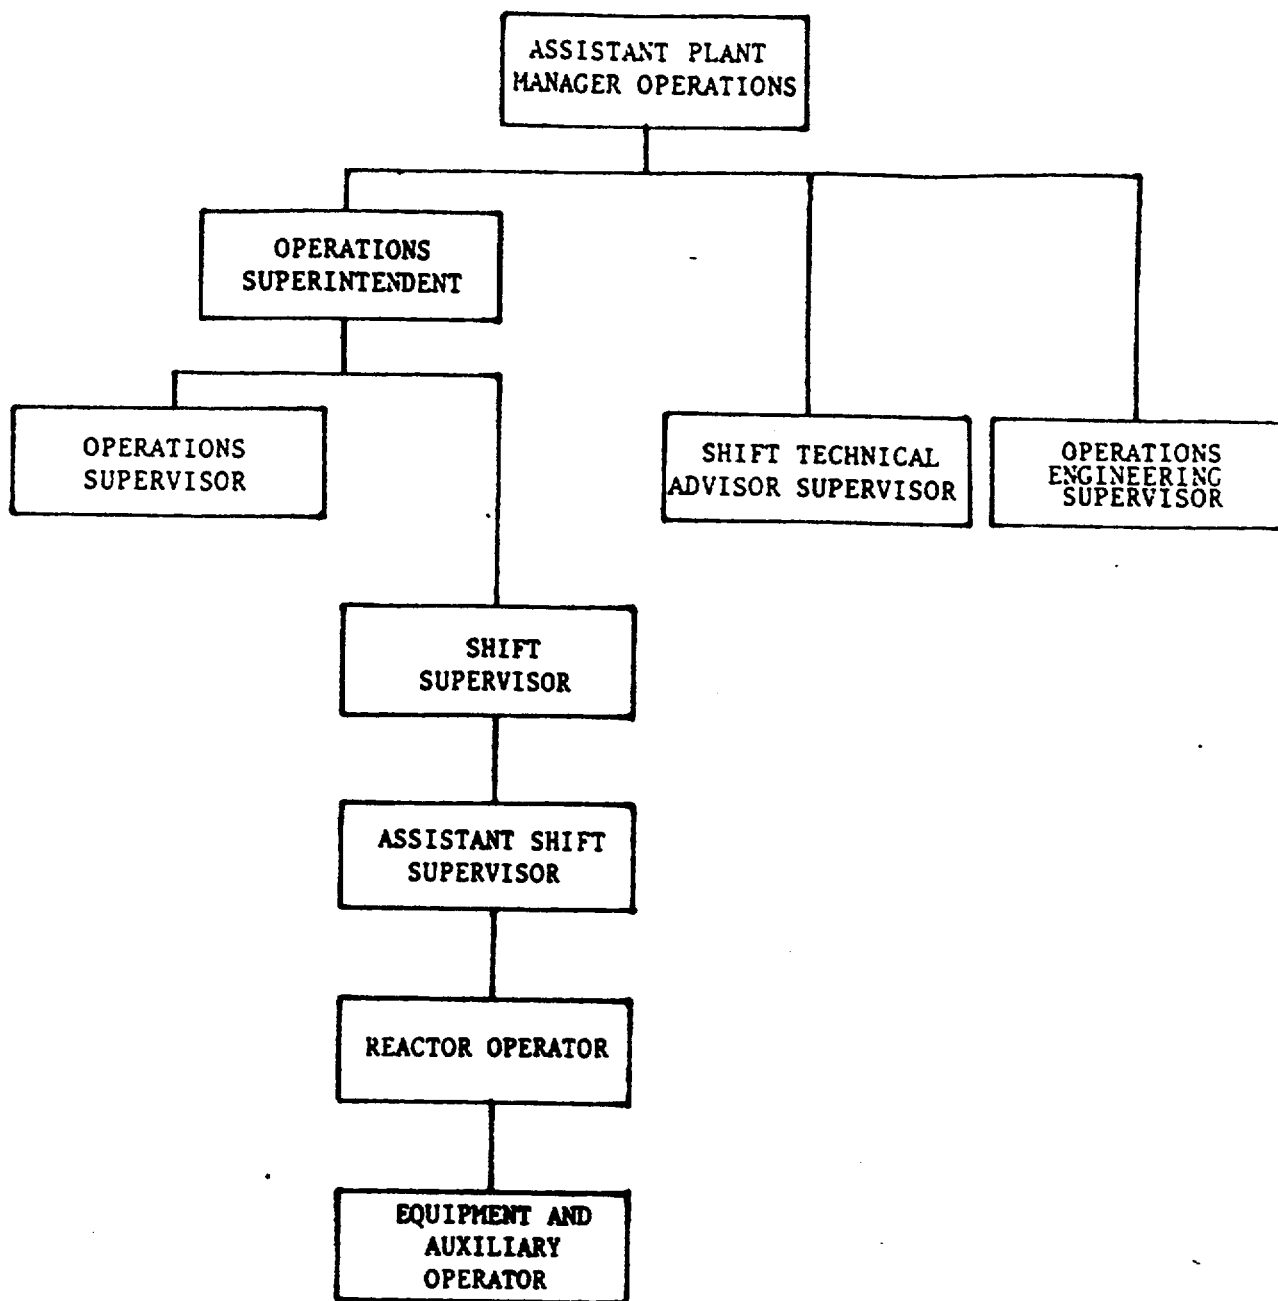 ASSISTANT PLANT
MANAGER OPERATIONS
OPERATIONS
SUPERINTENDENT
OPERATIONS
SUPERVISOR
SHIFT TECHNICAL
ADVISOR SUPERVISOR
OPERATIONS
ENGINEERING
SUPERVISOR
SHIFT
SUPERVISOR
ASSISTANT SHIFT
SUPERVISOR
REACTOR OPERATOR
EQUIPMENT AND
AUXILIARY
OPERATOR